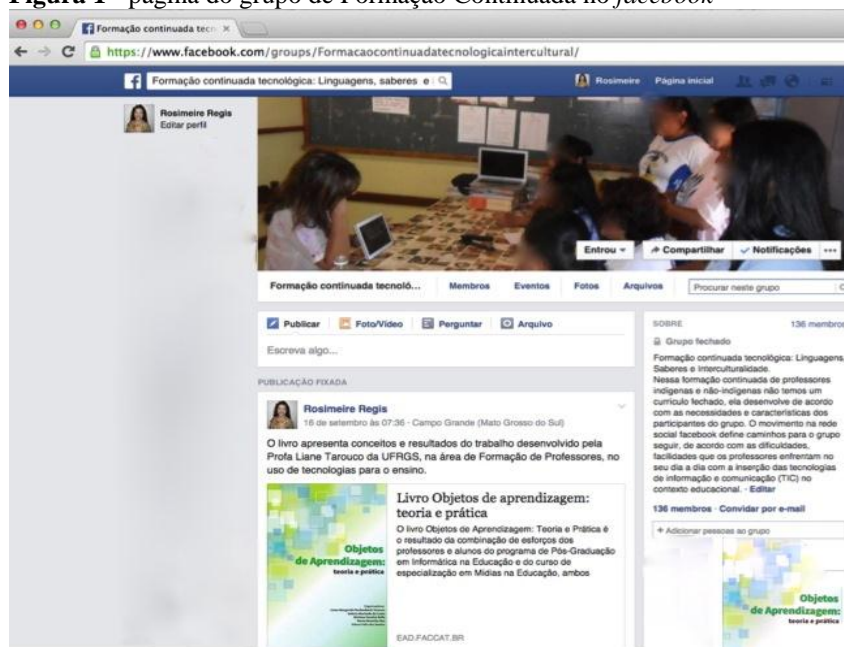 Figura 1 - página do grupo de Formação Continuada no facebook
Formação continuada tecn
https://www.facebook.com/groups/Formacaocontinuadatecnologicaintercultural/
Formação continuada tecnológica: Linguagens, saberes e
Rosimeire Página inicial
Rosimeire Regis
Editar perfil
Entrou
Compartilhar
Notificações
Formação continuada tecnoló...
Membros
Eventos
Fotos
Arquivos
Procurar neste grupo
Publicar
Foto/Vídeo
Perguntar
Arquivo
Escreva algo...
PUBLICAÇÃO FIXADA
Rosimeire Regis
16 de setembro às 07:36 · Campo Grande (Mato Grosso do Sul)
O livro apresenta conceitos e resultados do trabalho desenvolvido pela
Profa Liane Tarouco da UFRGS, na área de Formação de Professores, no
uso de tecnologias para o ensino.
Objetos
de Aprendizagem:
teoria e prática
Livro Objetos de aprendizagem:
teoria e prática
O livro Objetos de Aprendizagem: Teoria e Prática é
o resultado da combinação de esforços dos
professores e alunos do programa de Pós-Graduação
em Informática na Educação e do curso de
especialização em Mídias na Educação, ambos
EAD.FACCAT.BR
SOBRE
136 membros
Grupo fechado
Formação continuada tecnológica: Linguagens,
Saberes e Interculturalidade.
Nessa formação continuada de professores
indígenas e não-indígenas não temos um
currículo fechado, ela desenvolve de acordo
com as necessidades e características dos
participantes do grupo. O movimento na rede
social facebook define caminhos para o grupo
seguir, de acordo com as dificuldades,
facilidades que os professores enfrentam no
seu dia a dia com a inserção das tecnologias
de informação e comunicação (TIC) no
contexto educacional. · Editar
136 membros · Convidar por e-mail
+ Adicionar pessoas ao grupo
Objetos
de Aprendizagem:
teoria e prática